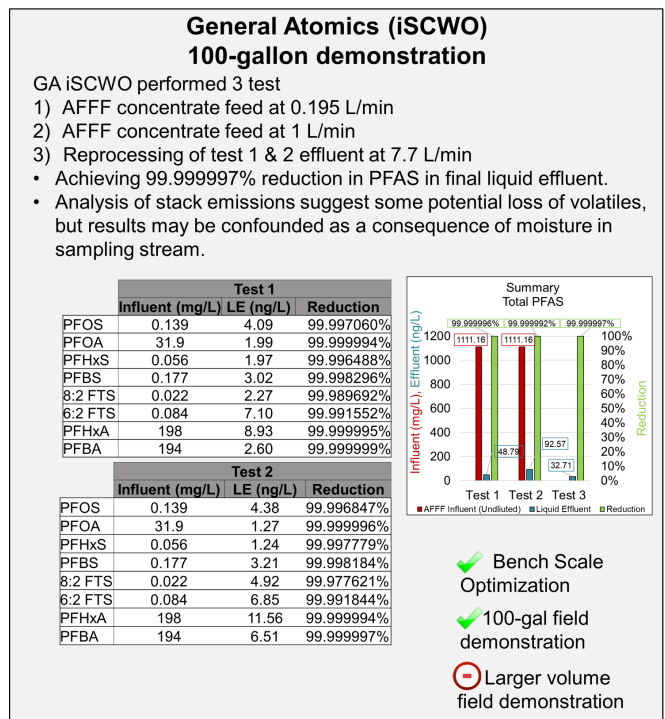 General Atomics (iSCWO)
100-gallon demonstration
GA iSCWO performed 3 test
1) AFFF concentrate feed at 0.195 L/min
2) AFFF concentrate feed at 1 L/min
3) Reprocessing of test 1 & 2 effluent at 7.7 L/min
• Achieving 99.999997% reduction in PFAS in final liquid effluent.
• Analysis of stack emissions suggest some potential loss of volatiles,
but results may be confounded as a consequence of moisture in
sampling stream.
Test 1
Influent (mg/L) LE (ng/L) Reduction
PFOS 0.139 4.09 99.997060%
PFOA 31.9 1.99 99.999994%
PFHxS 0.056 1.97 99.996488%
PFBS 0.177 3.02 99.998296%
8:2 FTS 0.022 2.27 99.989692%
6:2 FTS 0.084 7.10 99.991552%
PFHxA 198 8.93 99.999995%
PFBA 194 2.60 99.999999%
Test 2
Influent (mg/L) LE (ng/L) Reduction
PFOS 0.139 4.38 99.996847%
PFOA 31.9 1.27 99.999996%
PFHxS 0.056 1.24 99.997779%
PFBS 0.177 3.21 99.998184%
8:2 FTS 0.022 4.92 99.977621%
6:2 FTS 0.084 6.85 99.991844%
PFHxA 198 11.56 99.999994%
PFBA 194 6.51 99.999997%
Summary
Total PFAS
99.999996% 99.999992% 99.999997%
Influent (mg/L), Effluent (ng/L)
1200
1000
800
600
400
200
0
1111.16 1111.16
48.79 92.57 32.71
100%
90%
80%
70%
60%
50%
40%
30%
20%
10%
0%
Reduction
Test 1 Test 2 Test 3
AFFF Influent (Undliuted) Liquid Effluent Reduction
Bench Scale
Optimization
100-gal field
demonstration
Larger volume
field demonstration